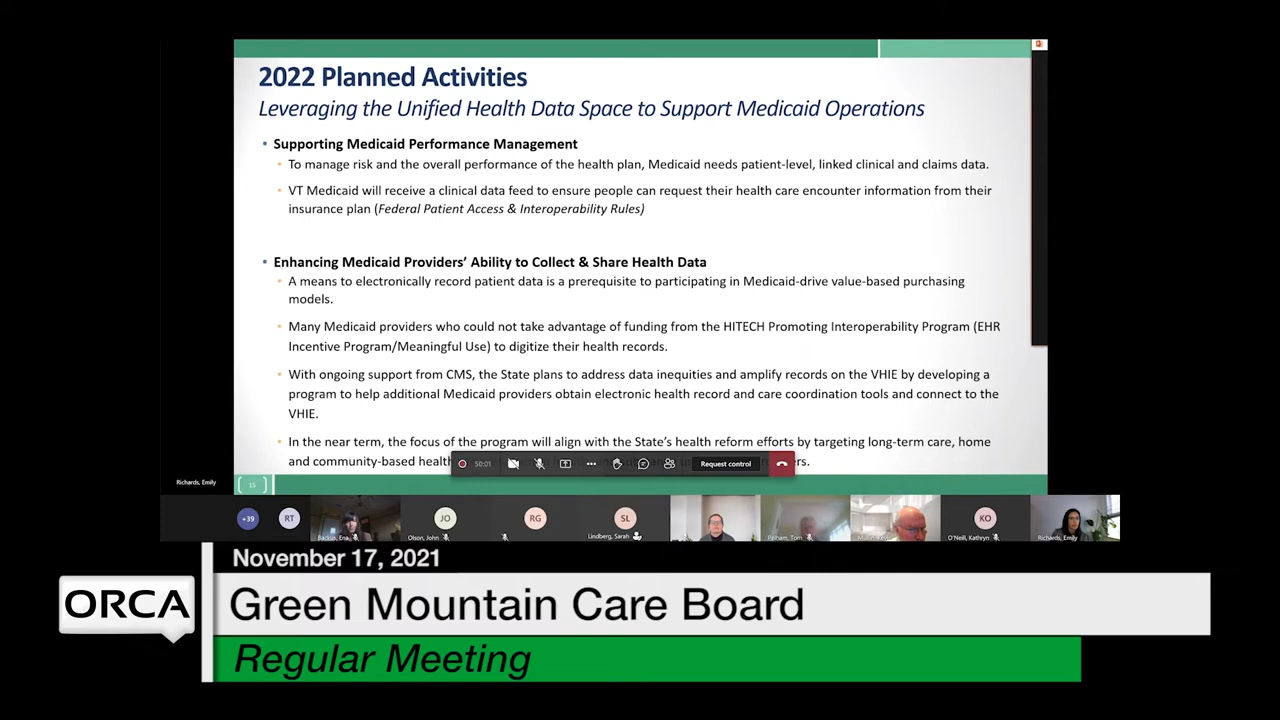 2022 Planned Activities
Leveraging the Unified Health Data Space to Support Medicaid Operations
• Supporting Medicaid Performance Management
• To manage risk and the overall performance of the health plan, Medicaid needs patient-level, linked clinical and claims data.
• VT Medicaid will receive a clinical data feed to ensure people can request their health care encounter information from their
insurance plan (Federal Patient Access & Interoperability Rules)
• Enhancing Medicaid Providers' Ability to Collect & Share Health Data
• A means to electronically record patient data is a prerequisite to participating in Medicaid-drive value-based purchasing
models.
• Many Medicaid providers who could not take advantage of funding from the HITECH Promoting Interoperability Program (EHR
Incentive Program/Meaningful Use) to digitize their health records.
• With ongoing support from CMS, the State plans to address data inequities and amplify records on the VHIE by developing a
program to help additional Medicaid providers obtain electronic health record and care coordination tools and connect to the
VHIE.
• In the near term, the focus of the program will align with the State's health reform efforts by targeting long-term care, home
and community-based health
50:01
Request control
Richards, Emily
15
+39
RT
JO
RG
SL
KO
Backus, Ena
Olson, John
Lindberg, Sarah
Pelham, Tom
O'Neill, Kathryn
Richards, Emily
November 17, 2021
ORCA
Green Mountain Care Board
Regular Meeting